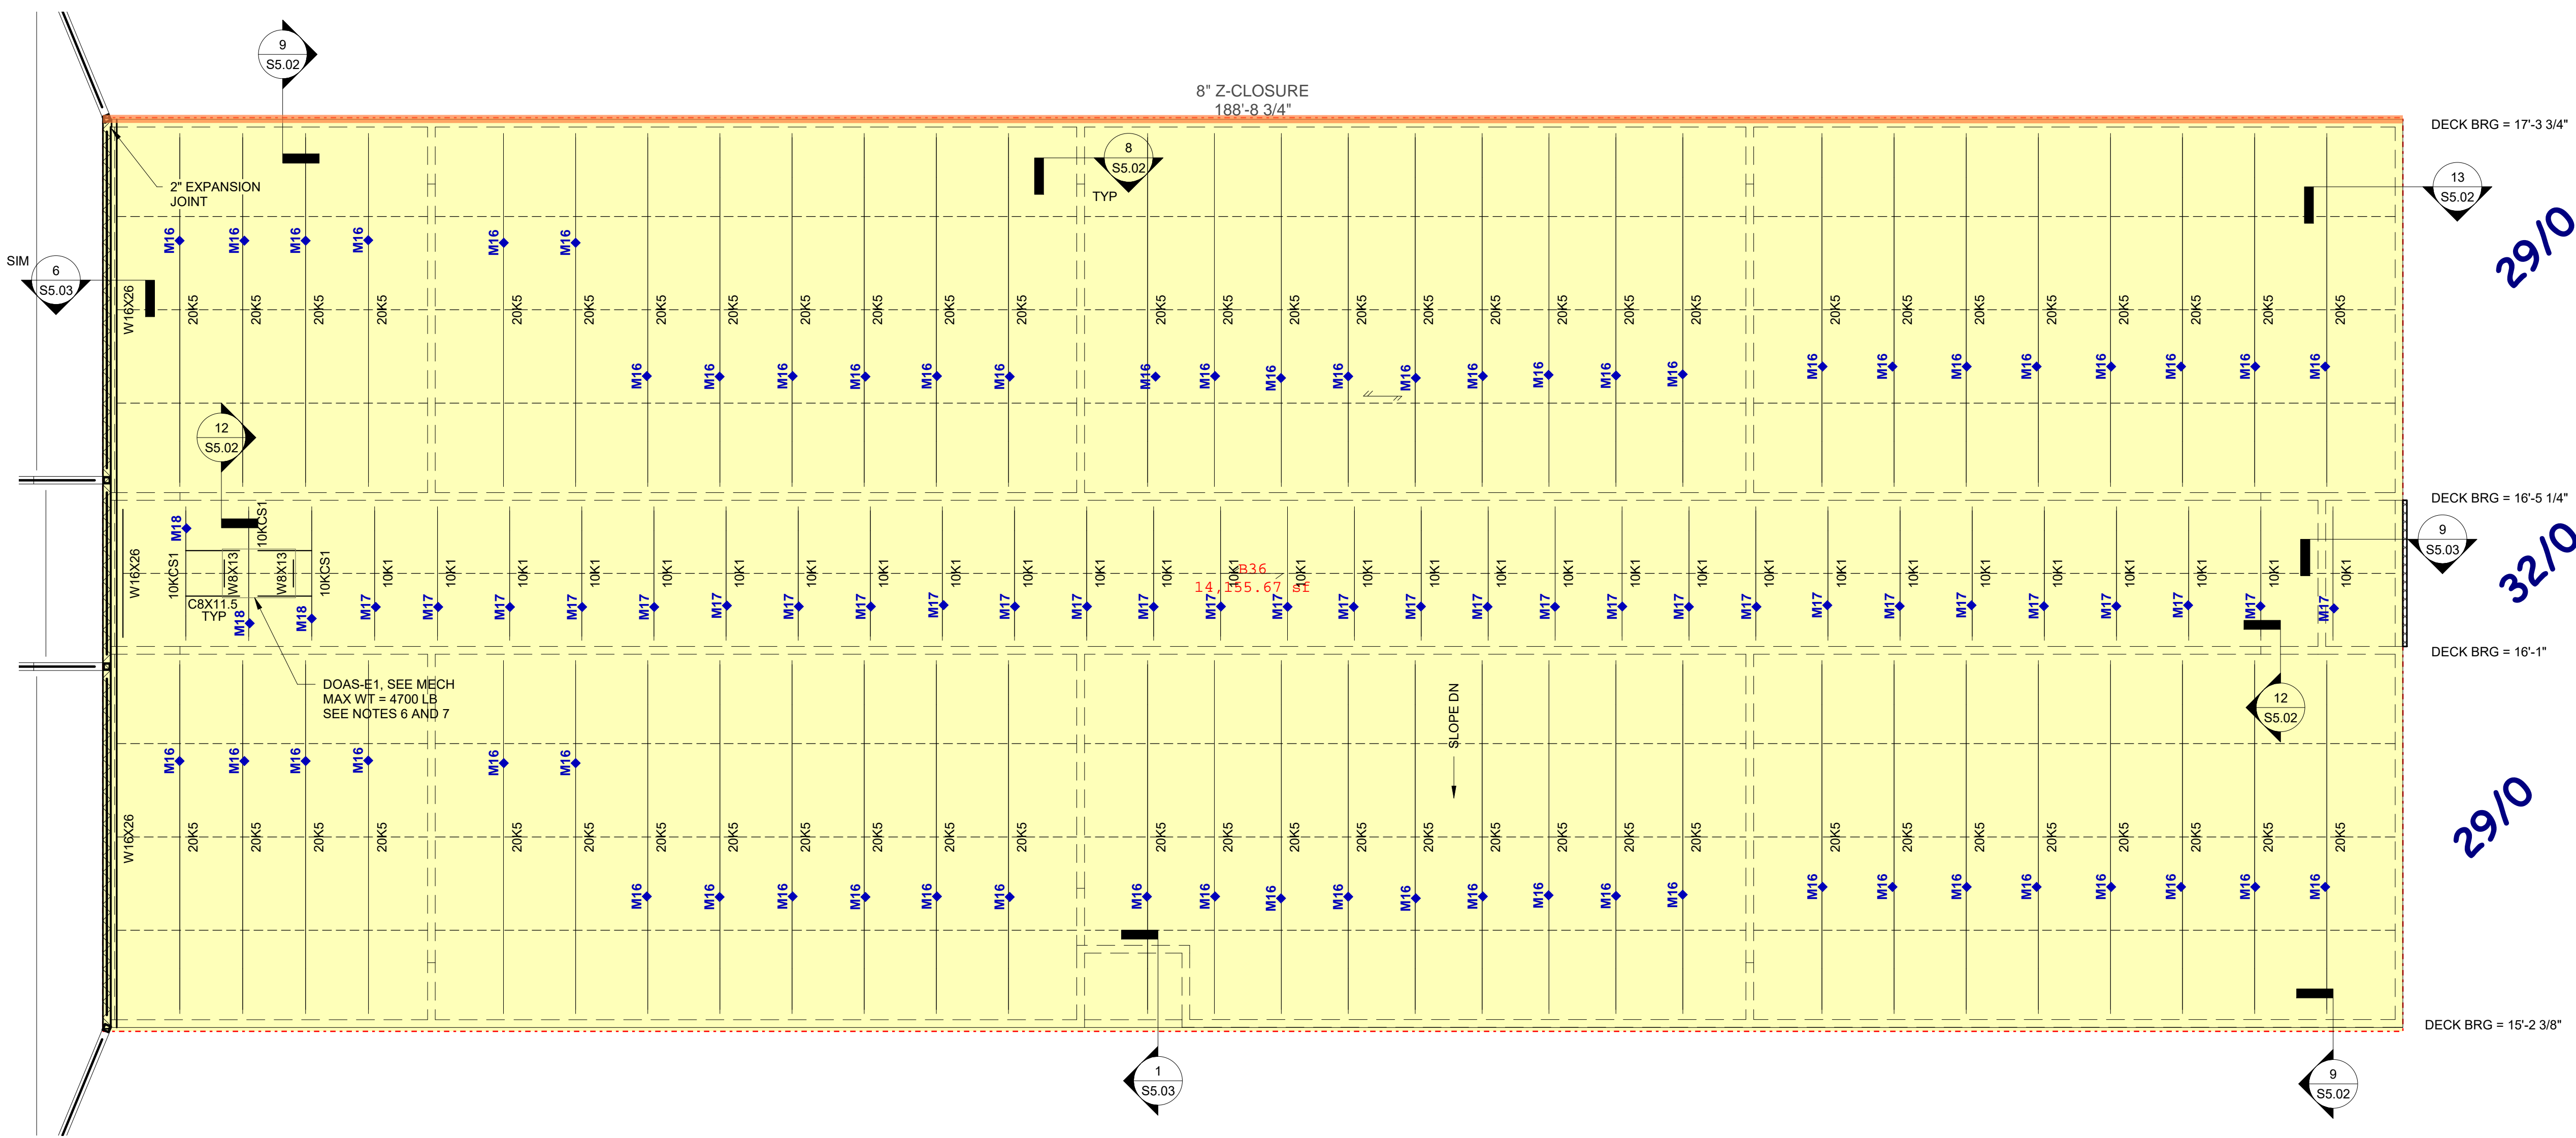 9
S5.02
8" Z-CLOSURE
188'-8 3/4"
DECK BRG = 17'-3 3/4"
8
S5.02
TYP
13
S5.02
2" EXPANSION
JOINT
29/0
M16 M16 M16 M16 M16 M16
SIM
6
S5.03
W16X26 20K5 20K5 20K5 20K5 20K5 20K5 20K5 20K5 20K5 20K5 20K5 20K5 20K5 20K5 20K5 20K5 20K5 20K5 20K5 20K5 20K5 20K5 20K5 20K5 20K5 20K5 20K5 20K5 20K5
M16 M16 M16 M16 M16 M16 M16 M16 M16 M16 M16 M16 M16 M16 M16 M16 M16 M16 M16 M16 M16 M16 M16
12
S5.02
DECK BRG = 16'-5 1/4"
M18
10KCS1
9
S5.03
32/0
W16X26 10KCS1 W8X13 W8X13 10KCS1 10K1 10K1 10K1 10K1 10K1 10K1 10K1 10K1 10K1 10K1 10K1 10K1 10K1 10K1 10K1 10K1 10K1 10K1 10K1 10K1 10K1 10K1 10K1 10K1 10K1 10K1 10K1 10K1 10K1
B36
14,155.67 sf
C8X11.5
TYP
M18 M18 M17 M17 M17 M17 M17 M17 M17 M17 M17 M17 M17 M17 M17 M17 M17 M17 M17 M17 M17 M17 M17 M17 M17 M17 M17 M17 M17 M17 M17
DECK BRG = 16'-1"
DOAS-E1, SEE MECH
MAX WT = 4700 LB
SEE NOTES 6 AND 7
SLOPE DN
12
S5.02
M16 M16 M16 M16 M16 M16
29/0
W16X26 20K5 20K5 20K5 20K5 20K5 20K5 20K5 20K5 20K5 20K5 20K5 20K5 20K5 20K5 20K5 20K5 20K5 20K5 20K5 20K5 20K5 20K5 20K5 20K5 20K5 20K5 20K5 20K5 20K5
M16 M16 M16 M16 M16 M16 M16 M16 M16 M16 M16 M16 M16 M16 M16 M16 M16 M16 M16 M16 M16 M16 M16
DECK BRG = 15'-2 3/8"
1
S5.03
9
S5.02